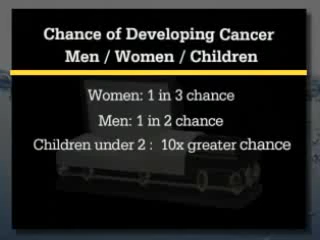 Chance of Developing Cancer
Men / Women / Children
Women: 1 in 3 chance
Men: 1 in 2 chance
Children under 2 : 10x greater chance